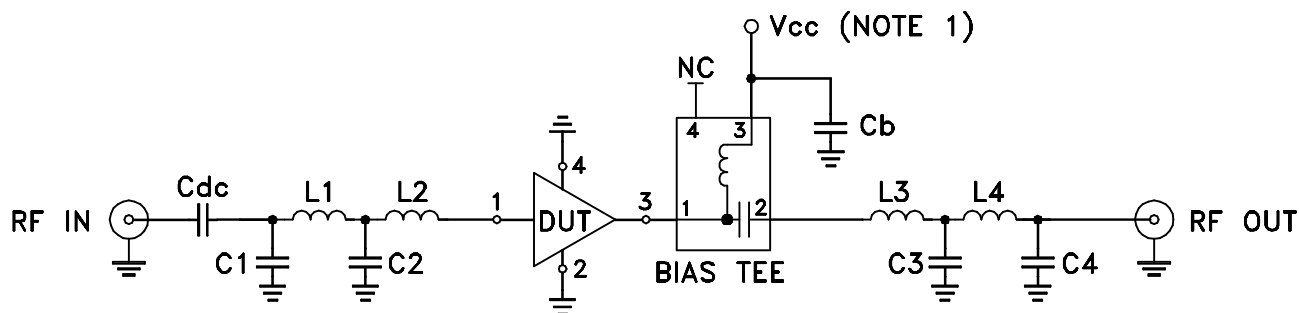 Vcc (NOTE 1)
NC
4 3
Cb
4
Cdc L1 L2
1 3 1 2
L3 L4
RF IN
DUT
RF OUT
C1 C2
2
BIAS TEE
C3 C4